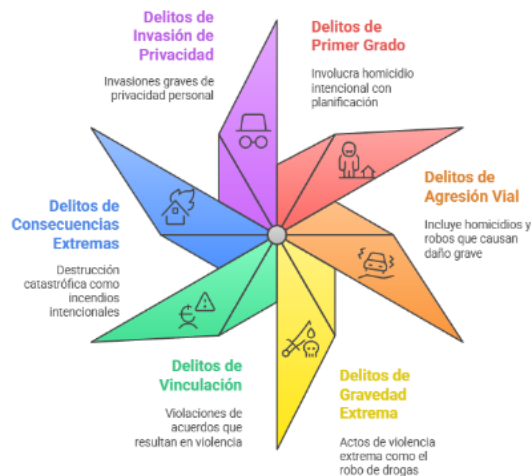 Delitos de
Invasión de
Privacidad
Invasiones graves de
privacidad personal
Delitos de
Primer Grado
Involucra homicidio
intencional con
planificación
Delitos de
Agresión Vial
Incluye homicidios y
robos que causan
daño grave
Delitos de
Consecuencias
Extremas
Destrucción
catastrófica como
incendios
intencionales
Delitos de
Vinculación
Violaciones de
acuerdos que
resultan en violencia
Delitos de
Gravedad
Extrema
Actos de violencia
extrema como el
robo de drogas